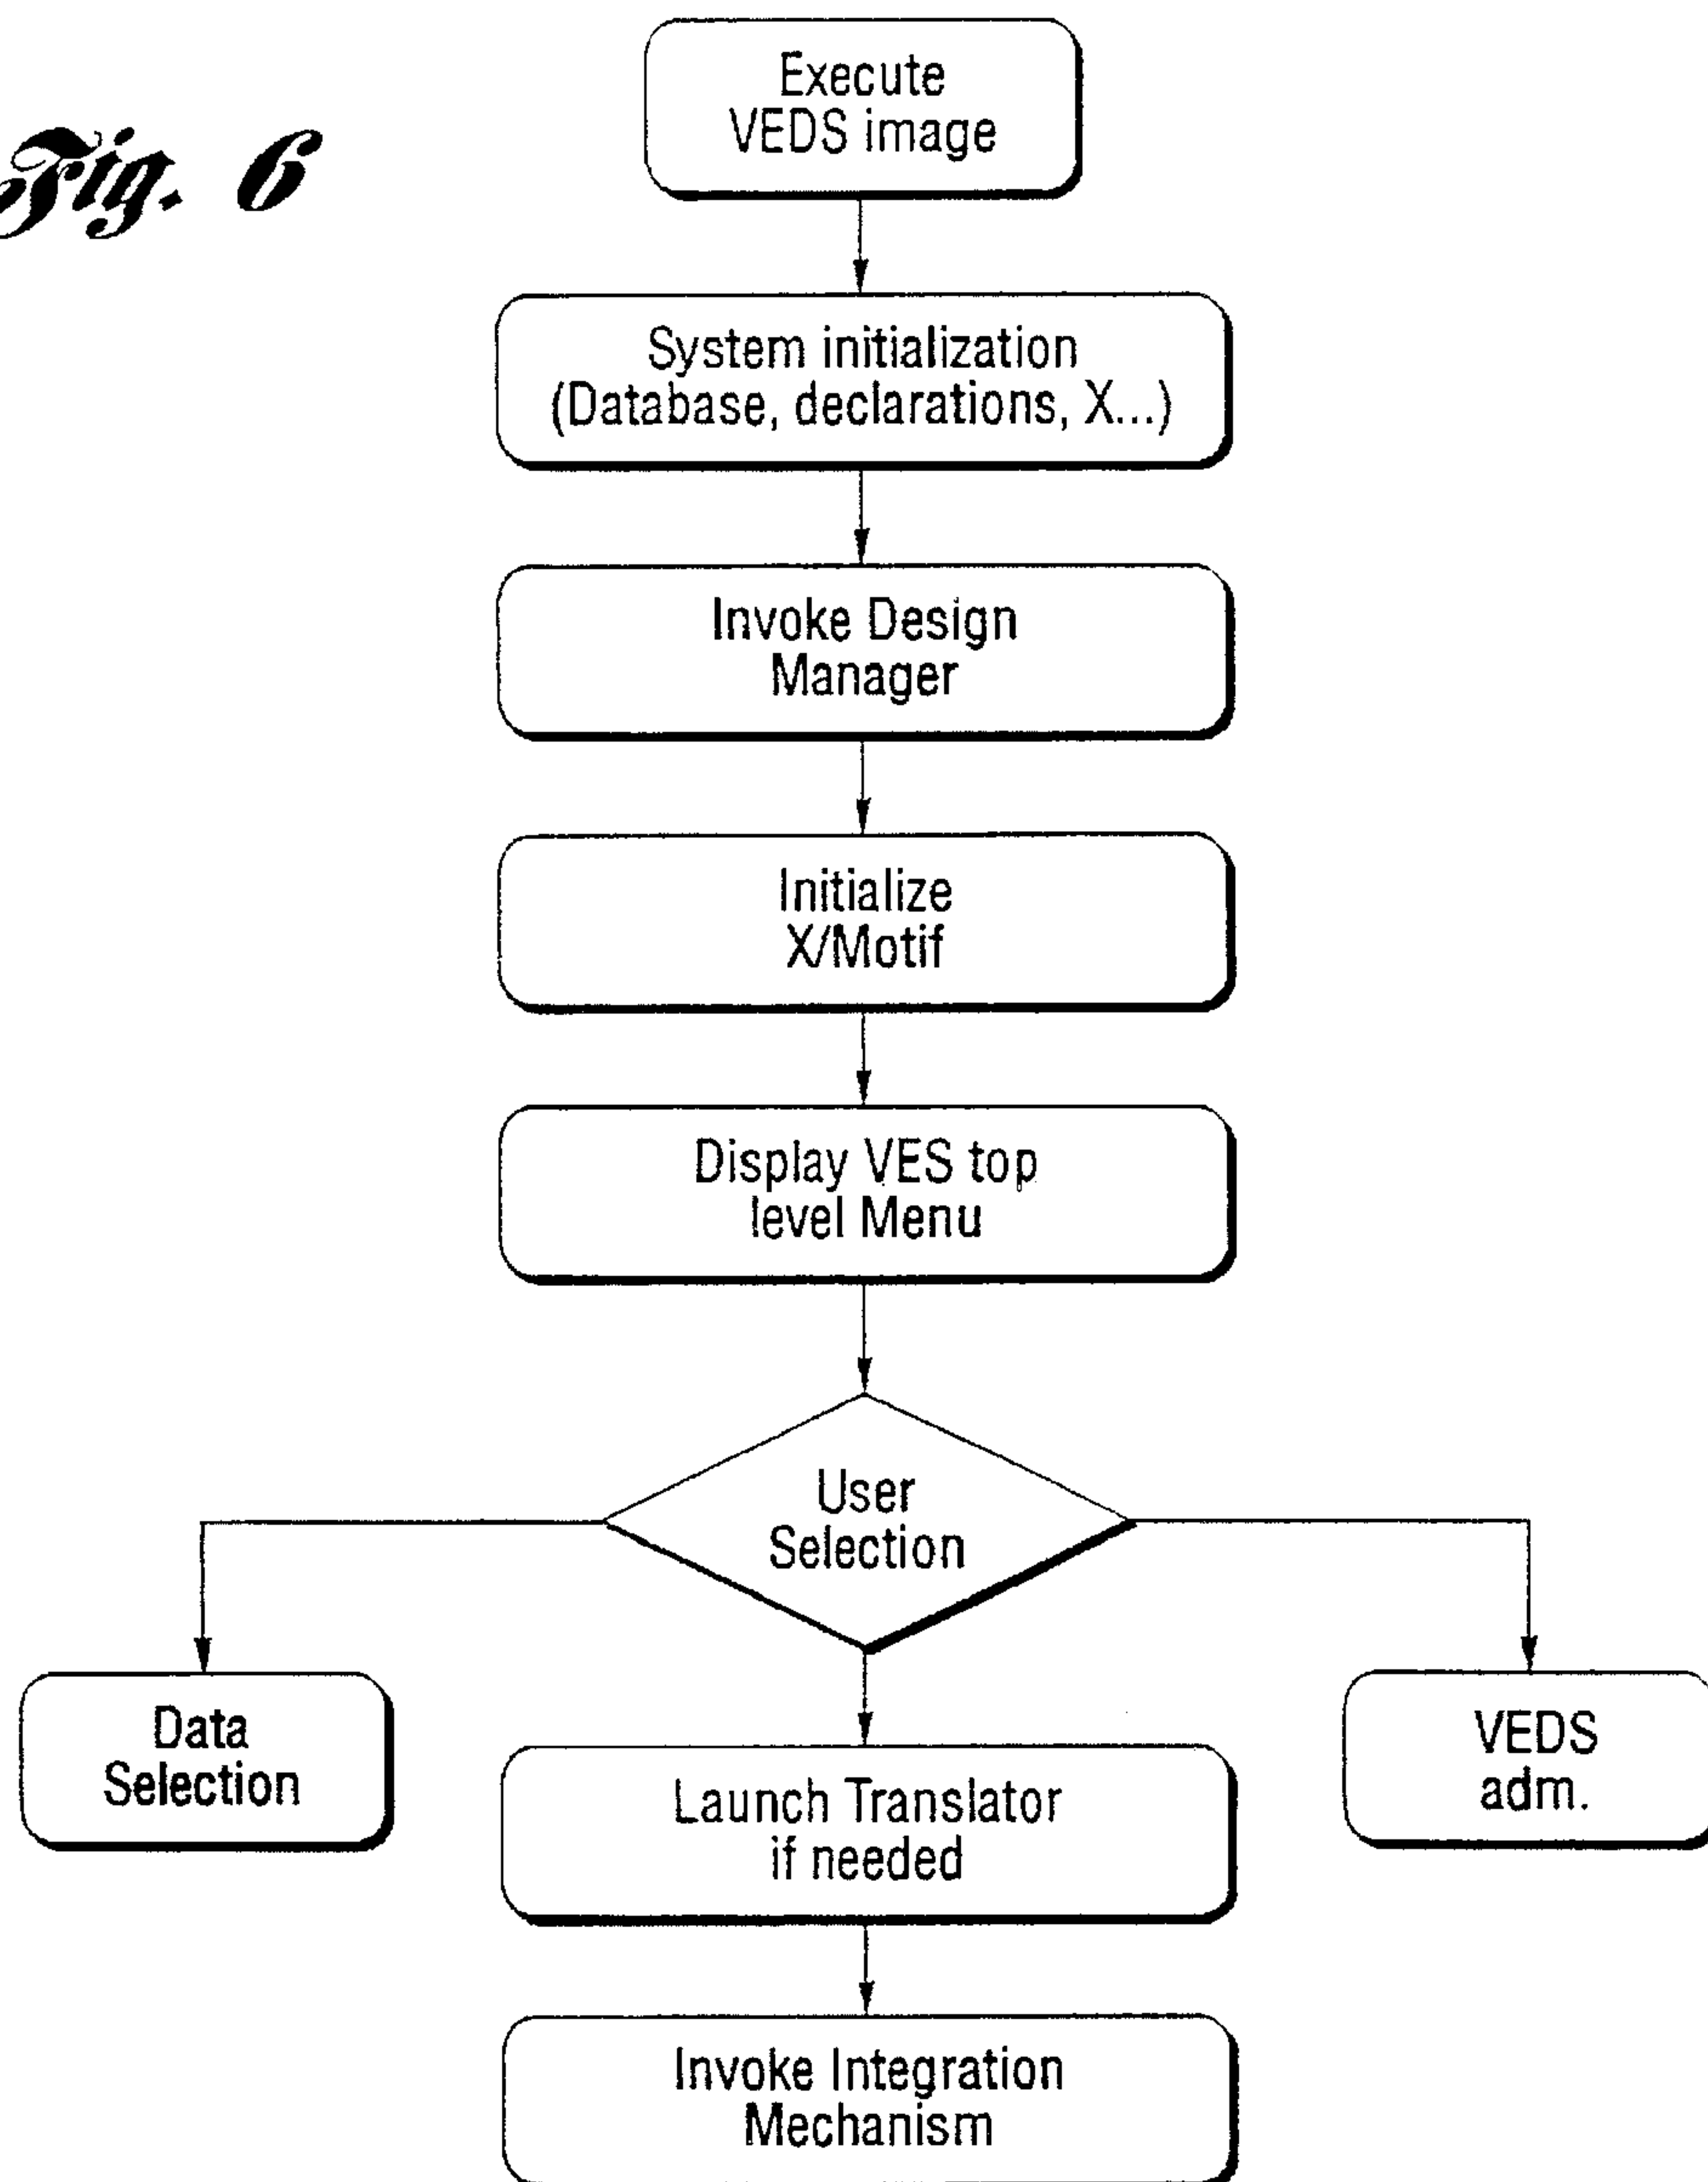 Fig. 6
Execute
VEDS image
System initialization
(Database, declarations, X...)
Invoke Design
Manager
Initialize
X/Motif
Display VES top
level Menu
User
Selection
Data
Selection
Launch Translator
if needed
VEDS
adm.
Invoke Integration
Mechanism